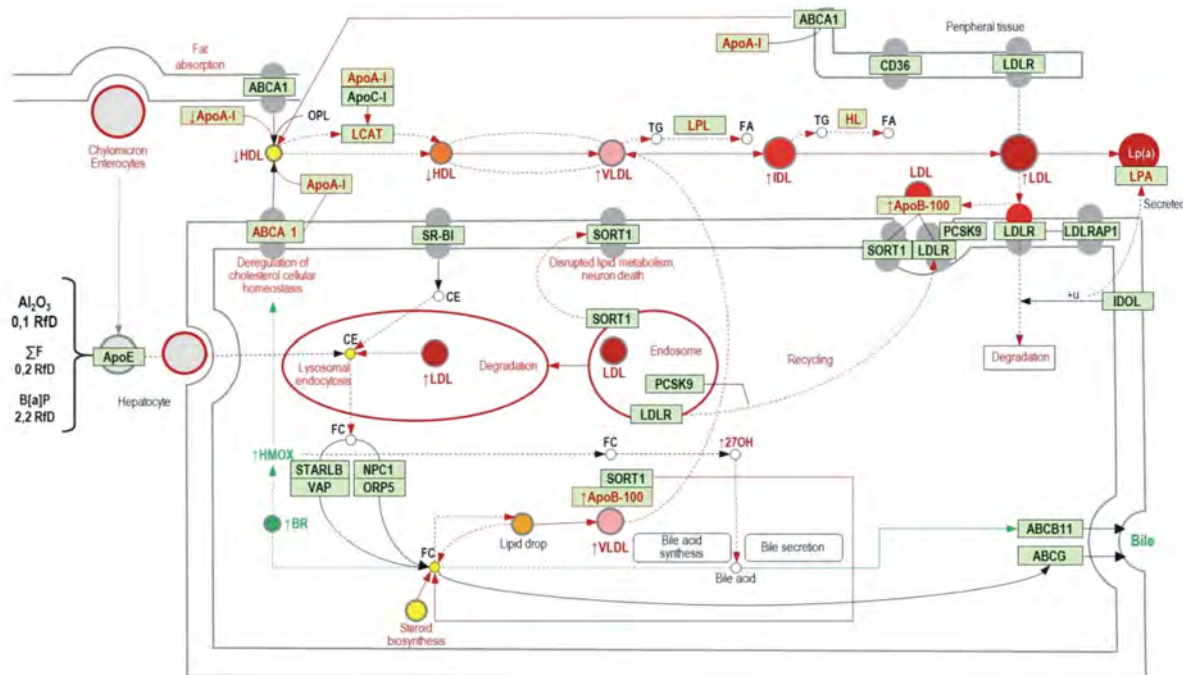 ABCA1
Peripheral tissue
ApoA-I
Fat
absorption
CD36
LDLR
ABCA1
ApoA-I
ApoC-I
↓ApoA-I
OPL
LCAT
TG
LPL
FA
TG
HL
FA
Chylomicron
Enterocytes
↓HDL
↓HDL
↑VLDL
↑IDL
↑LDL
Lp(a)
LPA
ApoA-I
LDL
↑ApoB-100
Secreted
ABCA 1
SR-BI
SORT1
SORT1
LDLR
PCSK9
LDLR
LDLRAP1
Deregulation of
cholesterol cellular
homeostasis
Disrupted lipid metabolism,
neuron death
CE
+u
IDOL
Al₂O₃
0,1 RfD
∑F
0,2 RfD
B[a]P
2,2 RfD
ApoE
Hepatocyte
CE
Lysosomal
endocytosis
↑LDL
Degradation
SORT1
LDL
Endosome
PCSK9
LDLR
Recycling
Degradation
FC
↑HMOX
FC
↑27OH
STARLB
VAP
NPC1
ORP5
SORT1
↑ApoB-100
↑BR
FC
Lipid drop
↑VLDL
Bile acid
synthesis
Bile secretion
Bile acid
ABCB11
ABCG
Bile
Steroid
biosynthesis